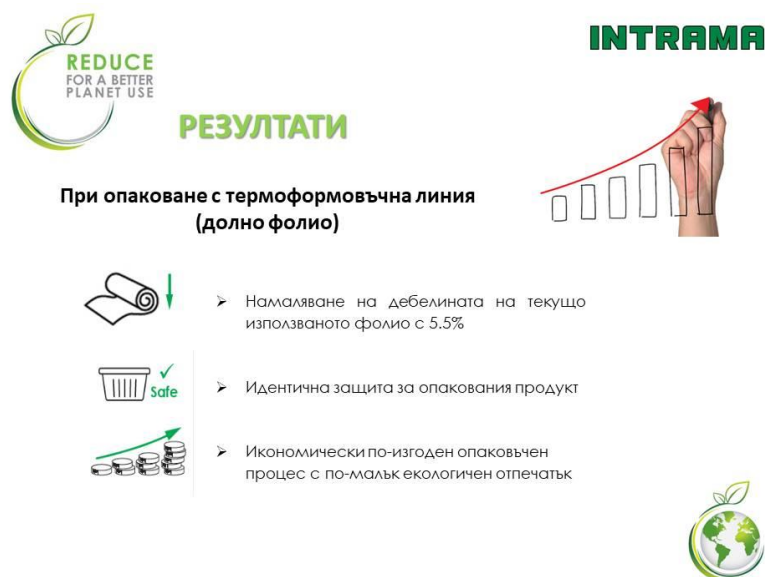 REDUCE
FOR A BETTER
PLANET USE
INTRAMA
РЕЗУЛТАТИ
При опаковане с термоформовъчна линия
(долно фолио)
Намаляване на дебелината на текущо
използваното фолио с 5.5%
Safe
Идентична защита за опакования продукт
Икономически по-изгоден опаковъчен
процес с по-малък екологичен отпечатък